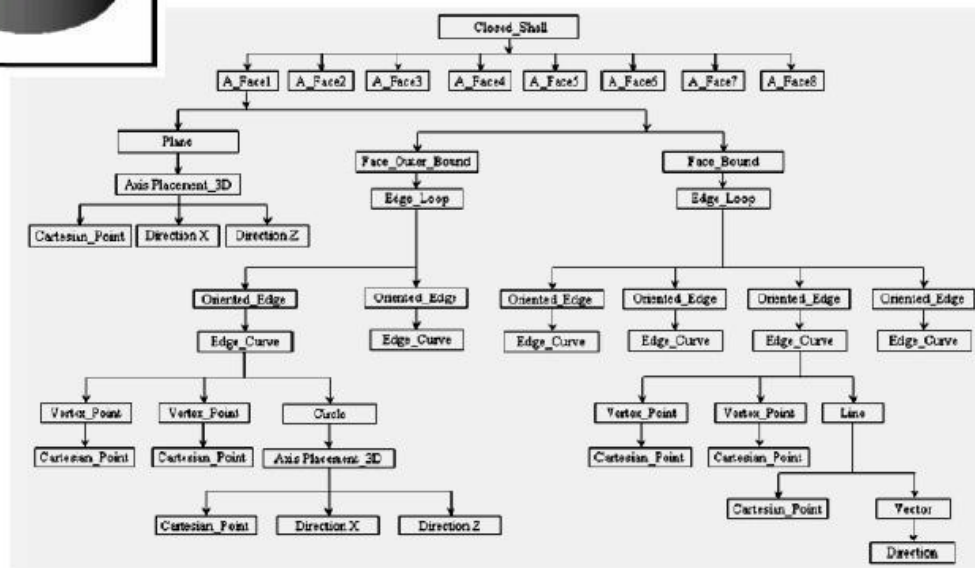 Closed_Shell
A_Face1 A_Face2 A_Face3 A_Face4 A_Face5 A_Face6 A_Face7 A_Face8
Plane
Face_Outer_Bound Face_Bound
Axis Placement_3D Edge_Loop Edge_Loop
Cartesian_Point Direction X Direction Z
Oriented_Edge Oriented_Edge Oriented_Edge Oriented_Edge Oriented_Edge Oriented_Edge
Edge_Curve Edge_Curve Edge_Curve Edge_Curve Edge_Curve Edge_Curve
Vertex_Point Vertex_Point Circle Vertex_Point Vertex_Point Line
Cartesian_Point Cartesian_Point Axis Placement_3D Cartesian_Point Cartesian_Point
Cartesian_Point Vector
Cartesian_Point Direction X Direction Z
Direction